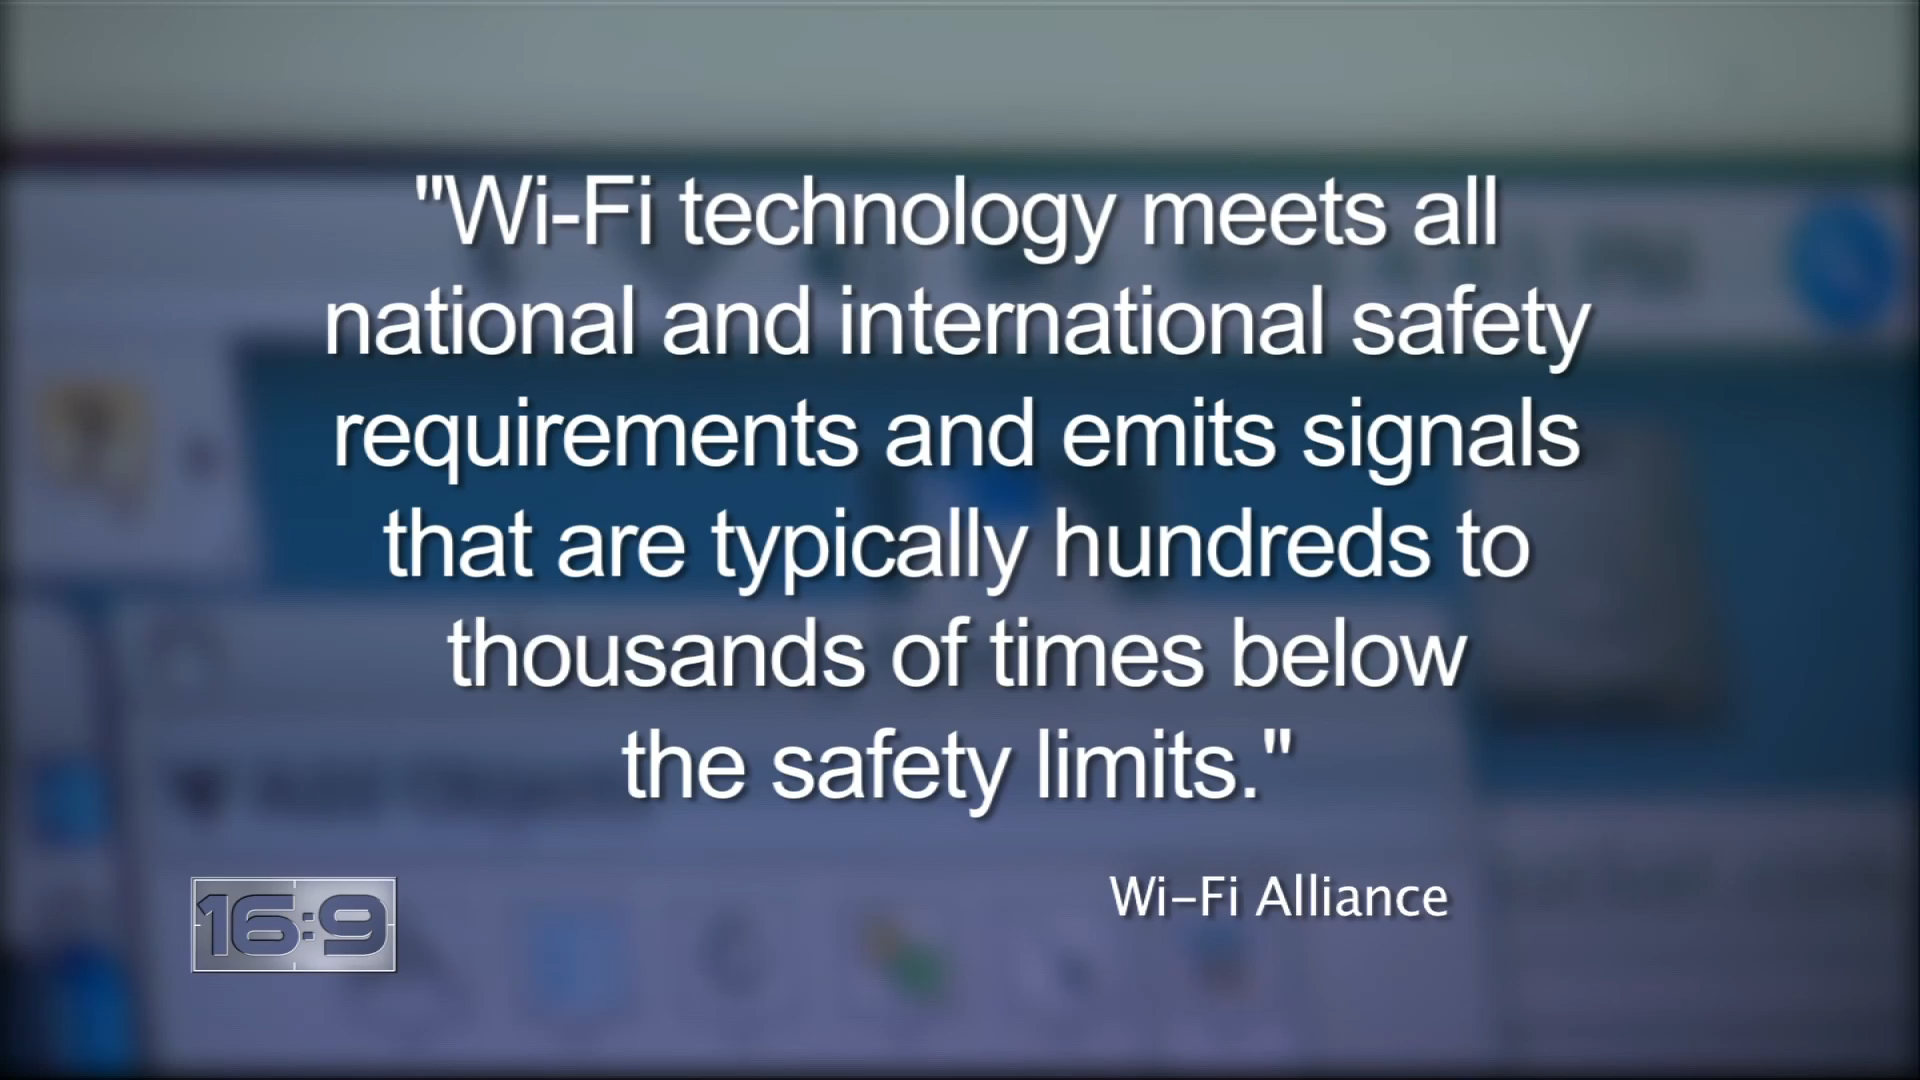 "Wi-Fi technology meets all
national and international safety
requirements and emits signals
that are typically hundreds to
thousands of times below
the safety limits."
Wi-Fi Alliance
16:9